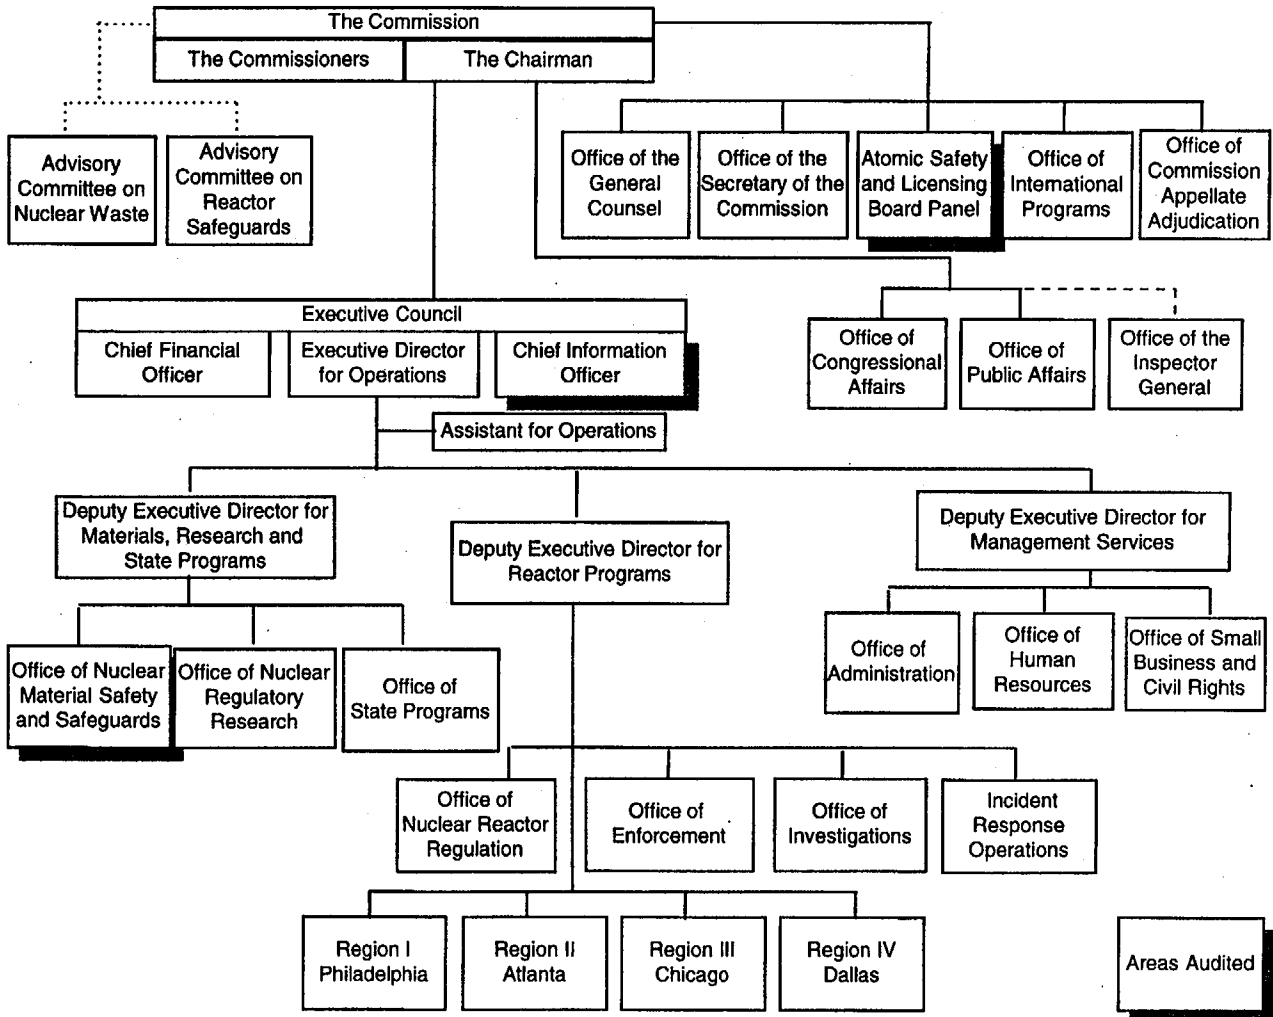 The Commission
The Commissioners
The Chairman
Advisory
Committee on
Nuclear Waste
Advisory
Committee on
Reactor
Safeguards
Office of the
General
Counsel
Office of the
Secretary of the
Commission
Atomic Safety
and Licensing
Board Panel
Office of
International
Programs
Office of
Commission
Appellate
Adjudication
Executive Council
Chief Financial
Officer
Executive Director
for Operations
Chief Information
Officer
Office of
Congressional
Affairs
Office of
Public Affairs
Office of the
Inspector
General
Assistant for Operations
Deputy Executive Director for
Materials, Research and
State Programs
Deputy Executive Director for
Reactor Programs
Deputy Executive Director for
Management Services
Office of Nuclear
Material Safety
and Safeguards
Office of Nuclear
Regulatory
Research
Office of
State Programs
Office of
Administration
Office of
Human
Resources
Office of Small
Business and
Civil Rights
Office of
Nuclear Reactor
Regulation
Office of
Enforcement
Office of
Investigations
Incident
Response
Operations
Region I
Philadelphia
Region II
Atlanta
Region III
Chicago
Region IV
Dallas
Areas Audited